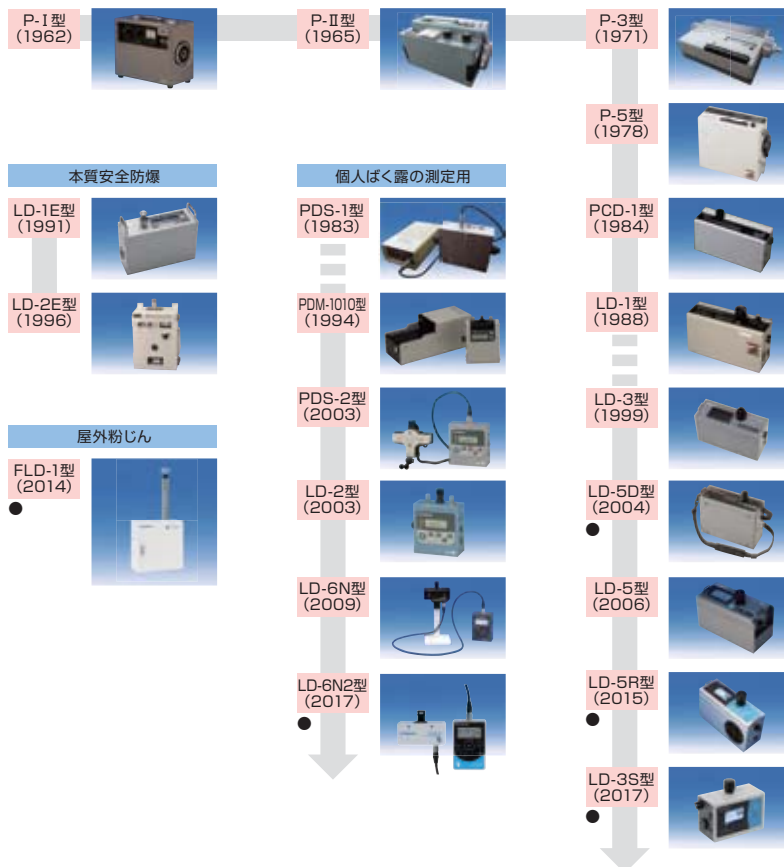 P-Ⅰ型
(1962)
P-Ⅱ型
(1965)
P-3型
(1971)
P-5型
(1978)
本質安全防爆
LD-1E型
(1991)
LD-2E型
(1996)
屋外粉じん
FLD-1型
(2014)
●
個人ばく露の測定用
PDS-1型
(1983)
PDM-1010型
(1994)
PDS-2型
(2003)
LD-2型
(2003)
LD-6N型
(2009)
LD-6N2型
(2017)
●
PCD-1型
(1984)
LD-1型
(1988)
LD-3型
(1999)
LD-5D型
(2004)
●
LD-5型
(2006)
LD-5R型
(2015)
●
LD-3S型
(2017)
●